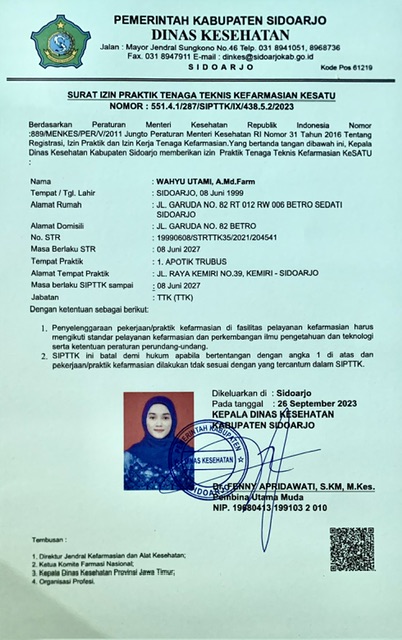 PEMERINTAH KABUPATEN SIDOARJO
DINAS KESEHATAN
Jalan : Mayor Jendral Sungkono No.46 Telp. 031 8941051, 8968736
Fax. 031 8947911 E-mail : dinkes@sidoarjokab.go.id
S I D O A R J O
Kode Pos 61219
SURAT IZIN PRAKTIK TENAGA TEKNIS KEFARMASIAN KESATU
NOMOR : 551.4.1/287/SIPTTK/IX/438.5.2/2023
Berdasarkan Peraturan Menteri Kesehatan Republik Indonesia Nomor
:889/MENKES/PER/V/2011 Jungto Peraturan Menteri Kesehatan RI Nomor 31 Tahun 2016 Tentang
Registrasi, Izin Praktik dan Izin Kerja Tenaga Kefarmasian.Yang bertanda tangan dibawah ini, Kepala
Dinas Kesehatan Kabupaten Sidoarjo memberikan izin Praktik Tenaga Teknis Kefarmasian KeSATU
:
Nama : WAHYU UTAMI, A.Md.Farm
Tempat / Tgl. Lahir : SIDOARJO, 08 Juni 1999
Alamat Rumah : JL. GARUDA NO. 82 RT 012 RW 006 BETRO SEDATI
SIDOARJO
Alamat Domisili : JL. GARUDA NO. 82 BETRO
No. STR : 19990608/STRTTK35/2021/204541
Masa Berlaku STR : 08 Juni 2027
Tempat Praktik : 1. APOTIK TRUBUS
Alamat Tempat Praktik : JL. RAYA KEMIRI NO.39, KEMIRI - SIDOARJO
Masa berlaku SIPTTK sampai : 08 Juni 2027
Jabatan : TTK (TTK)
Dengan ketentuan sebagai berikut:
1. Penyelenggaraan pekerjaan/praktik kefarmasian di fasilitas pelayanan kefarmasian harus
mengikuti standar pelayanan kefarmasian dan perkembangan ilmu pengetahuan dan teknologi
serta ketentuan peraturan perundang-undang.
2. SIPTTK ini batal demi hukum apabila bertentangan dengan angka 1 di atas dan
pekerjaan/praktik kefarmasian dilakukan tdak sesuai dengan yang tercantum dalam SIPTTK.
Dikeluarkan di : Sidoarjo
Pada tanggal : 26 September 2023
KEPALA DINAS KESEHATAN
KABUPATEN SIDOARJO
PEMERINTAH KABUPATEN
DINAS KESEHATAN
SIDOARJO
Dr. FENNY APRIDAWATI, S.KM, M.Kes.
Pembina Utama Muda
NIP. 19680413 199103 2 010
Tembusan :
1. Direktur Jendral Kefarmasian dan Alat Kesehatan;
2. Ketua Komite Farmasi Nasional;
3. Kepala Dinas Kesehatan Provinsi Jawa Timur;
4. Organisasi Profesi.